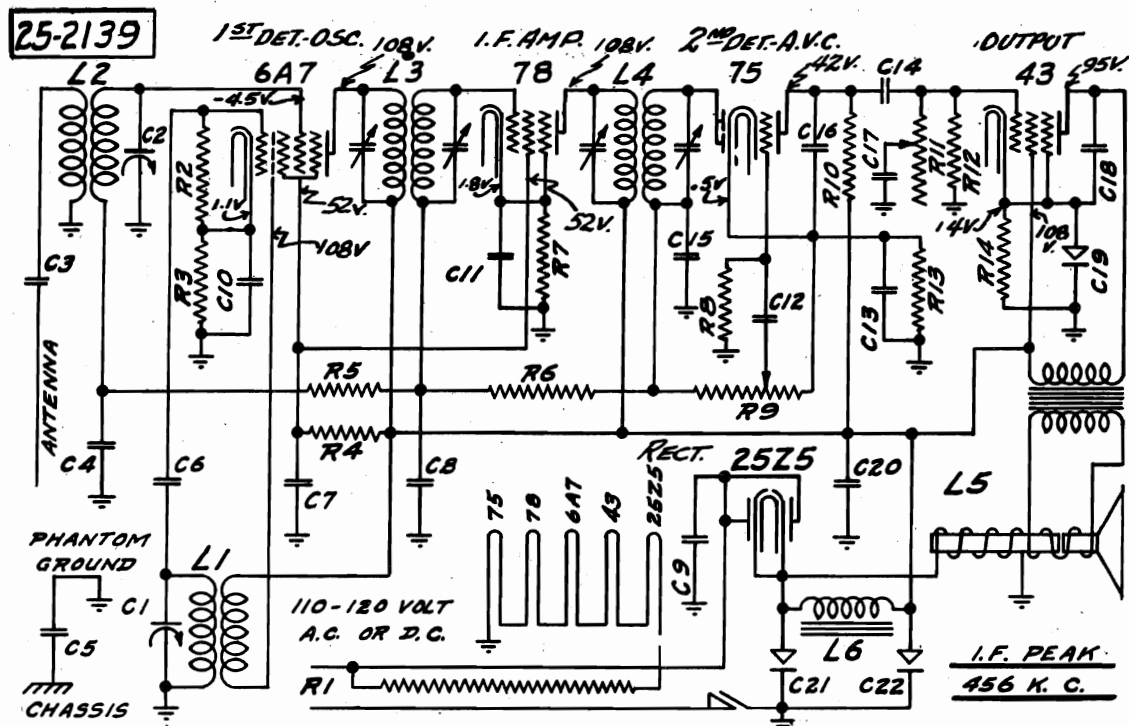 25-2139
1ST DET.-OSC.
108V.
I.F. AMP.
108V.
2ND DET.-A.V.C.
OUTPUT
L2
6A7
L3
78
L4
75
42V.
C14
43
95V.
-4.5V.
C2
C16
C17
R10
R11
R12
C18
R2
1.1V
52V.
1.8V.
52V.
.5V.
14V.
108V.
C3
R3
C10
108V
C11
R7
C15
R8
C12
C13
R13
R14
C19
ANTENNA
R5
R6
R9
R4
C4
C6
C7
C8
RECT.
25Z5
C20
L5
75
78
6A7
43
25Z5
C9
PHANTOM
GROUND
L1
C1
C5
110-120 VOLT
A.C. OR D.C.
L6
R1
C21
C22
CHASSIS
I.F. PEAK
456 K.C.